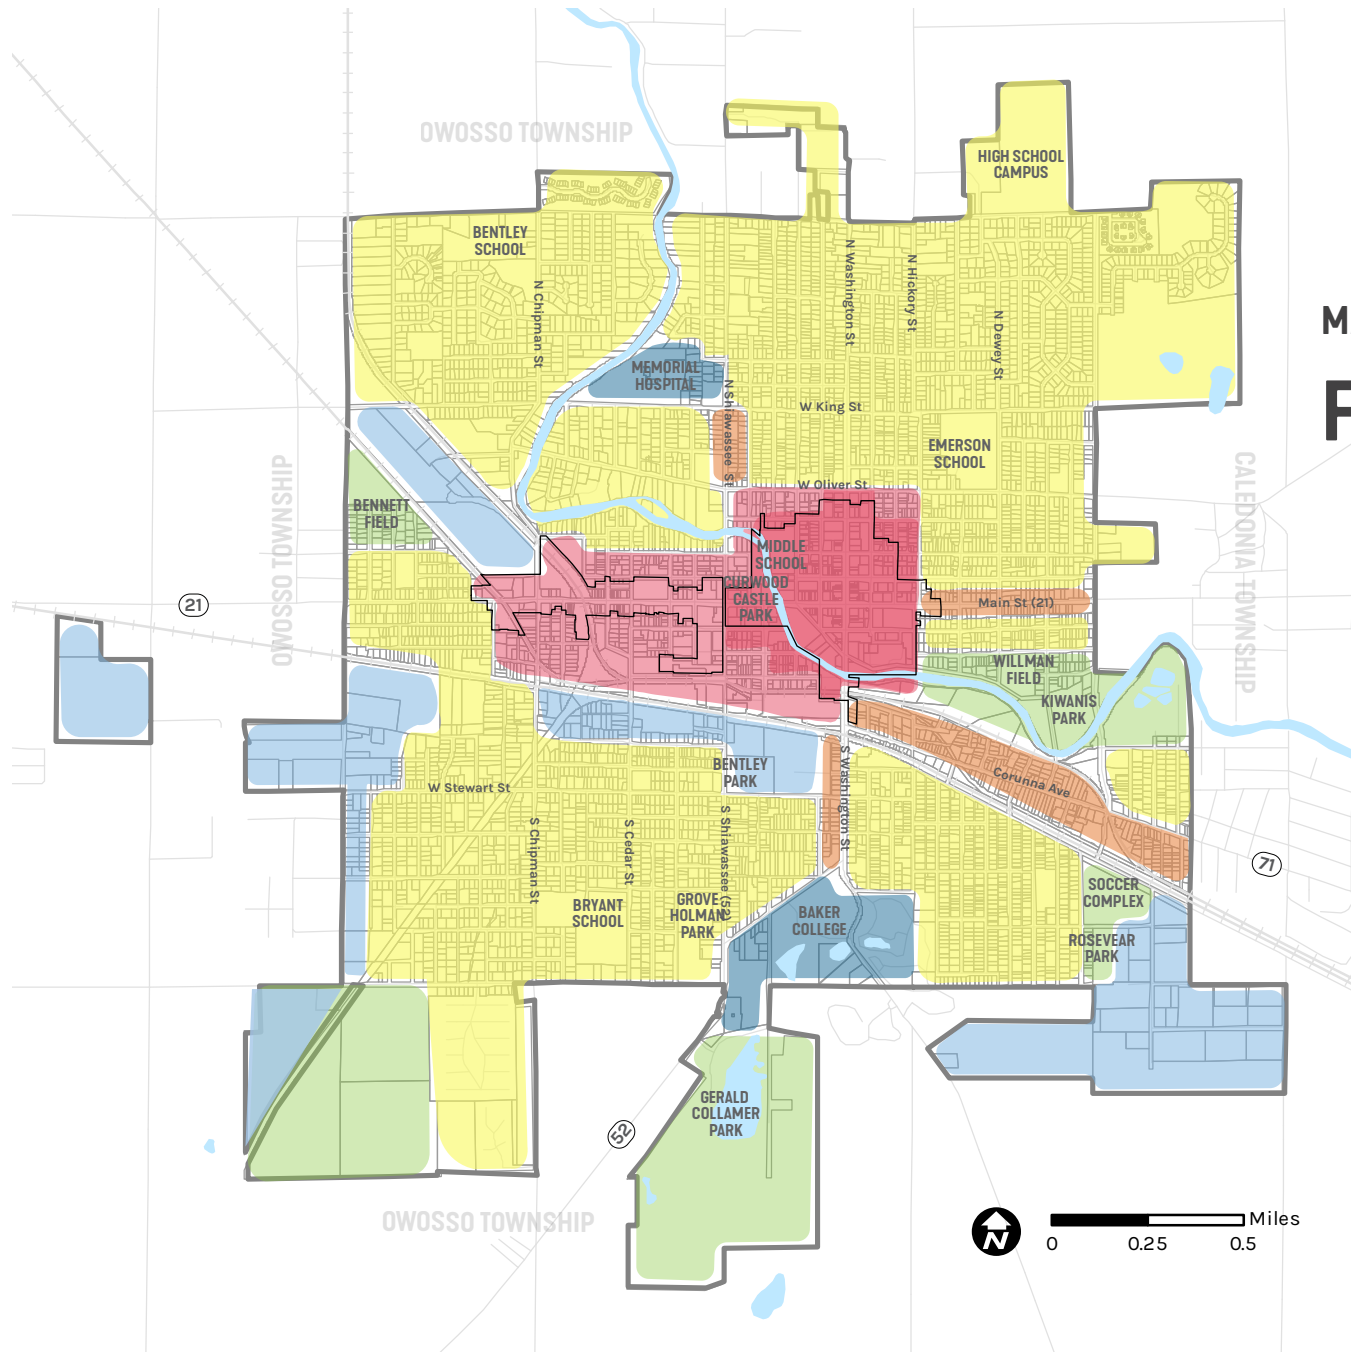 OWOSSO TOWNSHIP
HIGH SCHOOL
CAMPUS
BENTLEY
SCHOOL
N Chipman St
N Washington St
N Hickory St
N Dewey St
M
MEMORIAL
HOSPITAL
N Shiawassee St
W King St
F
EMERSON
SCHOOL
W Oliver St
BENNETT
FIELD
OWOSSO TOWNSHIP
CALEDONIA TOWNSHIP
MIDDLE
SCHOOL
CURWOOD
CASTLE
PARK
Main St (21)
21
WILLMAN
FIELD
KIWANIS
PARK
BENTLEY
PARK
W Stewart St
Corunna Ave
S Washington St
S Chipman St
S Cedar St
S Shiawassee (52)
71
SOCCER
COMPLEX
BRYANT
SCHOOL
GROVE
HOLMAN
PARK
BAKER
COLLEGE
ROSEVEAR
PARK
GERALD
COLLAMER
PARK
52
OWOSSO TOWNSHIP
N
Miles
0 0.25 0.5